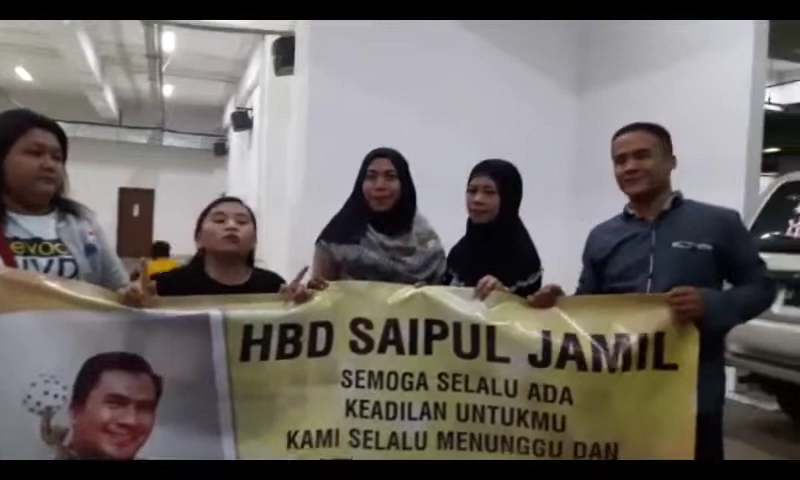 HBD SAIPUL JAMIL
SEMOGA SELALU ADA
KEADILAN UNTUKMU
KAMI SELALU MENUNGGU DAN